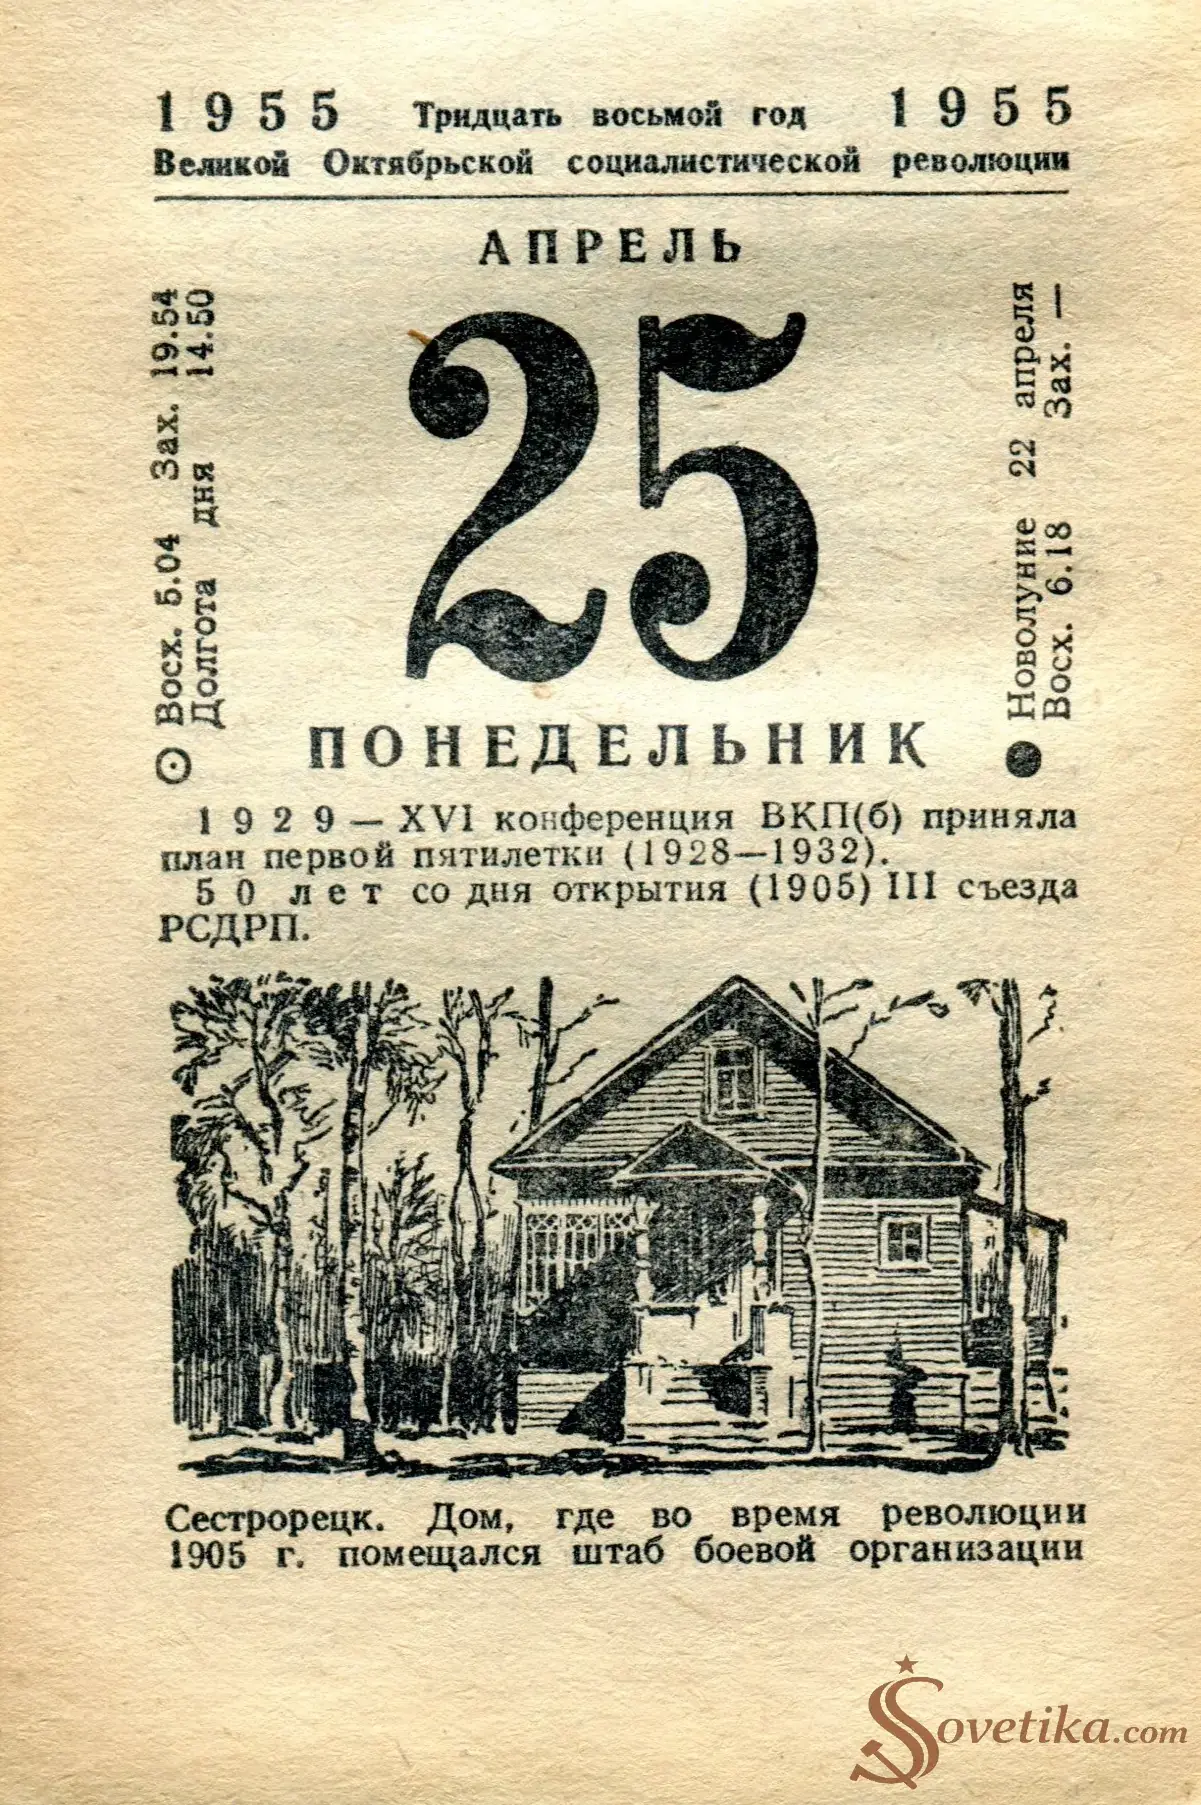 1955 Тридцать восьмой год 1955
Великой Октябрьской социалистической революции
АПРЕЛЬ
Восх. 5.04 Зах. 19.54
Долгота дня 14.50
25
Новолуние 22 апреля
Восх. 6.18 Зах. —
ПОНЕДЕЛЬНИК
1929 — XVI конференция ВКП(б) приняла
план первой пятилетки (1928—1932).
50 лет со дня открытия (1905) III съезда
РСДРП.
Сестрорецк. Дом, где во время революции
1905 г. помещался штаб боевой организации
Sovetika.com